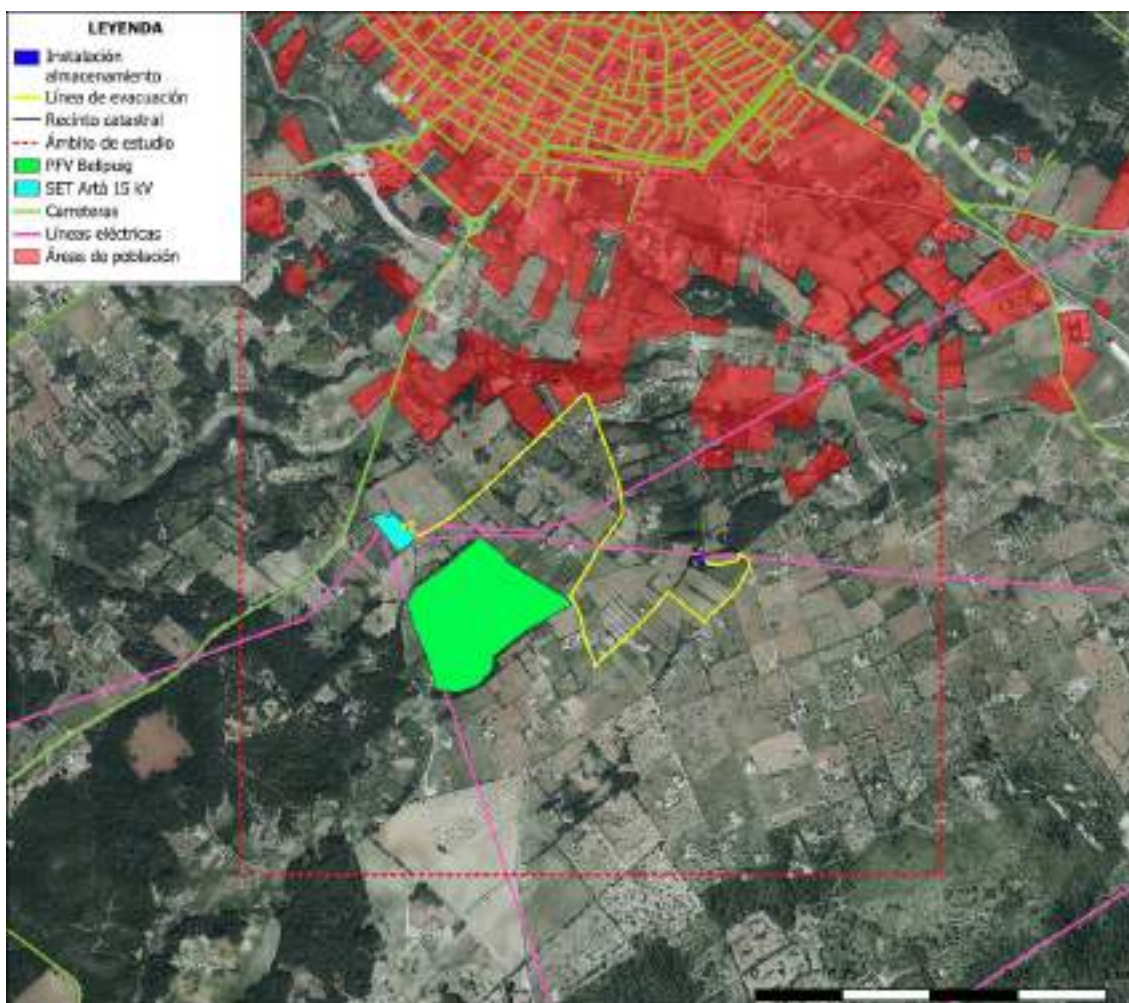 LEYENDA
Instalación
almacenamiento
Línea de evacuación
Recinto catastral
Ámbito de estudio
PFV Bellpuig
SET Artà 15 kV
Carreteras
Líneas eléctricas
Áreas de población